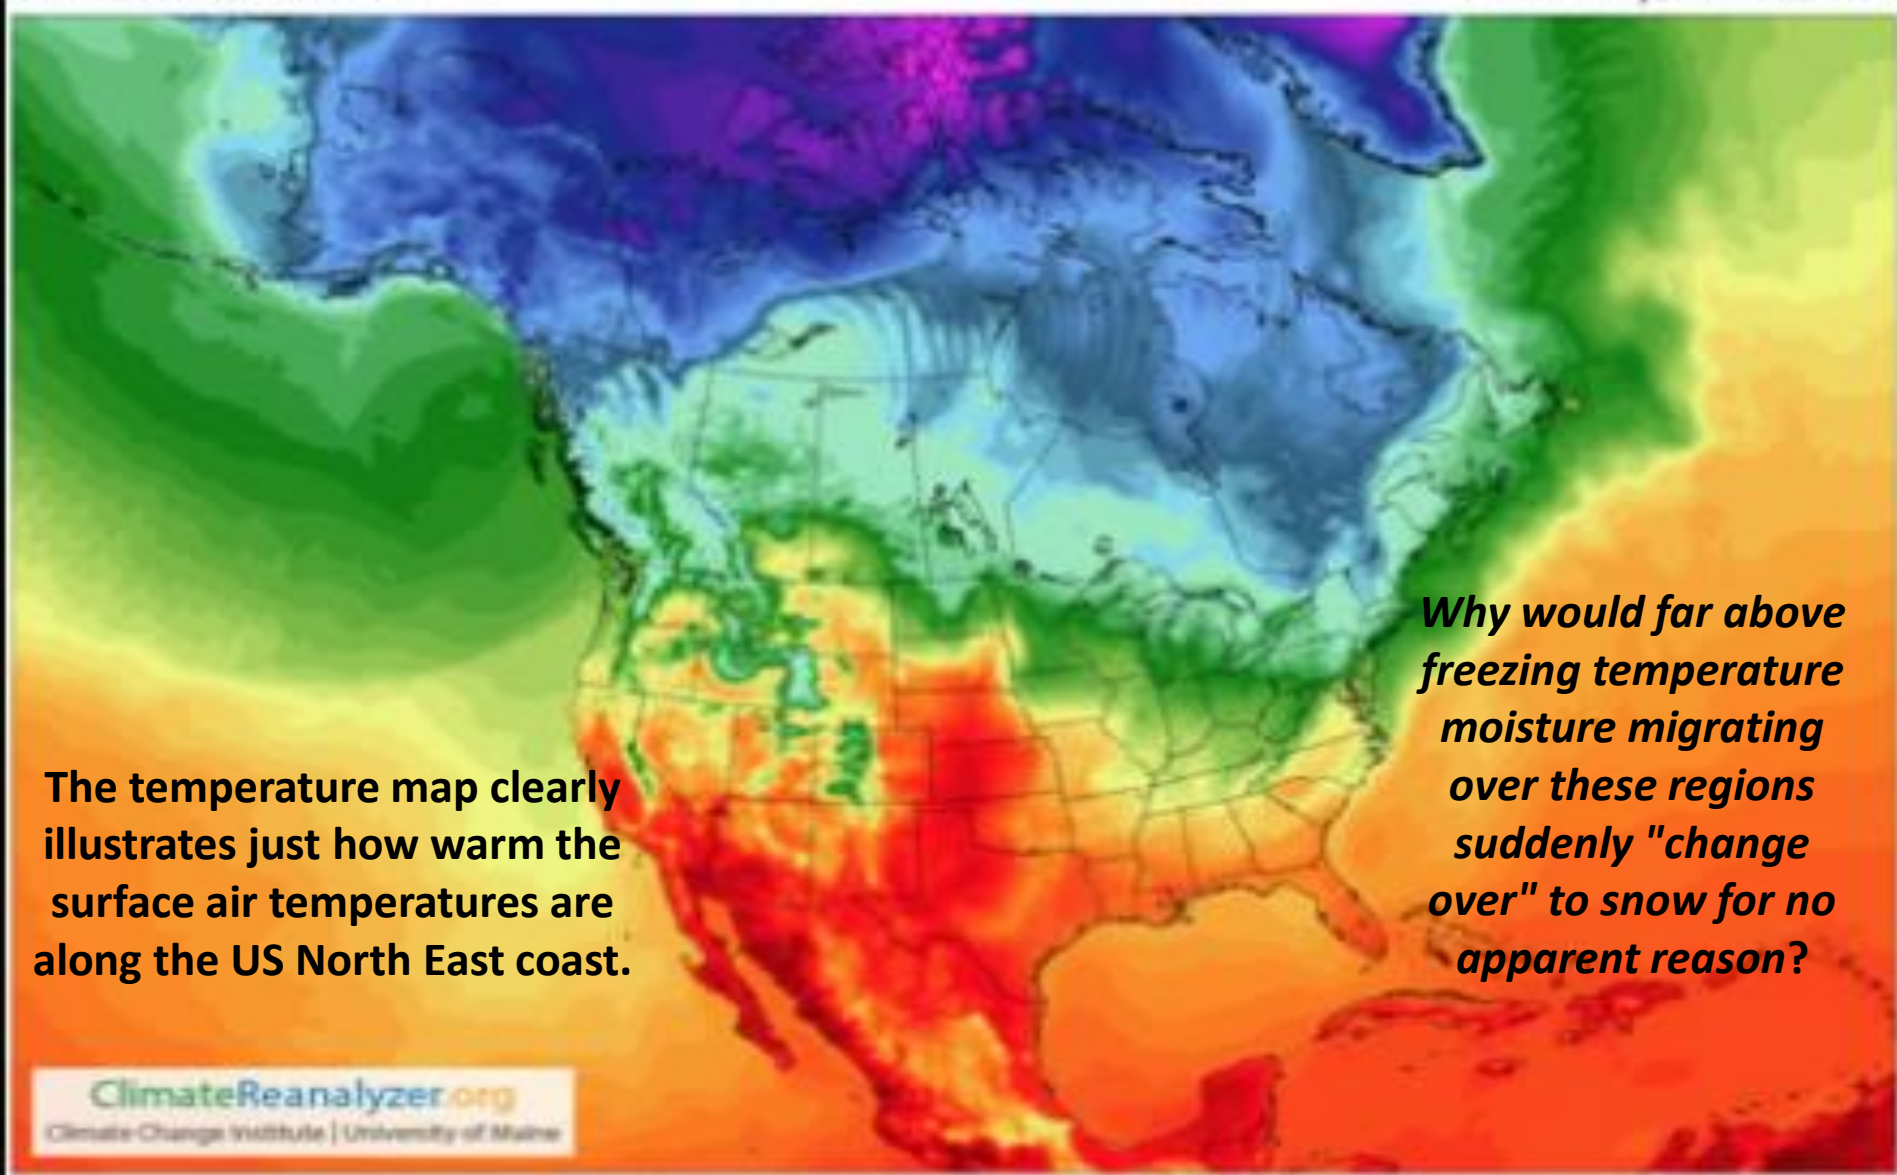 The temperature map clearly
illustrates just how warm the
surface air temperatures are
along the US North East coast.
Why would far above
freezing temperature
moisture migrating
over these regions
suddenly "change
over" to snow for no
apparent reason?
ClimateReanalyzer.org
Climate Change Institute | University of Maine